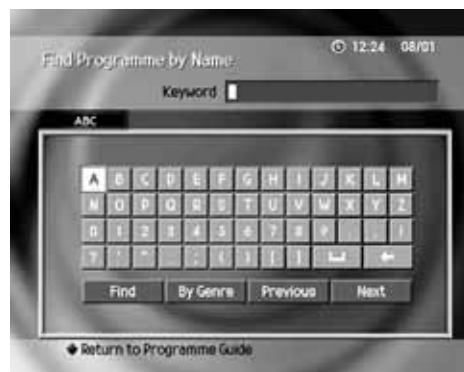 Find Programme by Name.
12:24 08/01
Keyword
ABC
A B C D E F G H I J K L M
N O P Q R S T U V W X Y Z
0 1 2 3 4 5 6 7 8 9
Find By Genre Previous Next
Return to Programme Guide